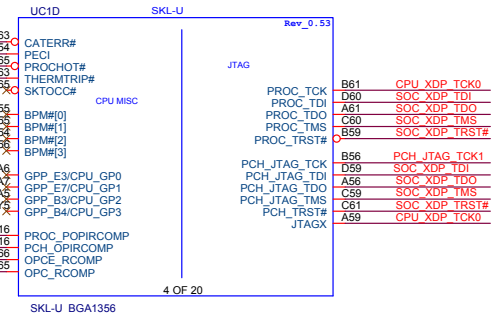 UC1D SKL-U
Rev_0.53
CATERR#
PECI
PROCHOT#
THERMTRIP#
SKTOCC#
CPU MISC
BPM#[0]
BPM#[1]
BPM#[2]
BPM#[3]
GPP_E3/CPU_GP0
GPP_E7/CPU_GP1
GPP_B3/CPU_GP2
GPP_B4/CPU_GP3
PROC_POPIRCOMP
PCH_OPIRCOMP
OPCE_RCOMP
OPC_RCOMP
JTAG
PROC_TCK B61 CPU_XDP_TCK0
PROC_TDI D60 SOC_XDP_TDI
PROC_TDO A61 SOC_XDP_TDO
PROC_TMS C60 SOC_XDP_TMS
PROC_TRST# B59 SOC_XDP_TRST#
PCH_JTAG_TCK B56 PCH_JTAG_TCK1
PCH_JTAG_TDI D59 SOC_XDP_TDI
PCH_JTAG_TDO A56 SOC_XDP_TDO
PCH_JTAG_TMS C59 SOC_XDP_TMS
PCH_TRST# C61 SOC_XDP_TRST#
JTAGX A59 CPU_XDP_TCK0
4 OF 20
SKL-U_BGA1356